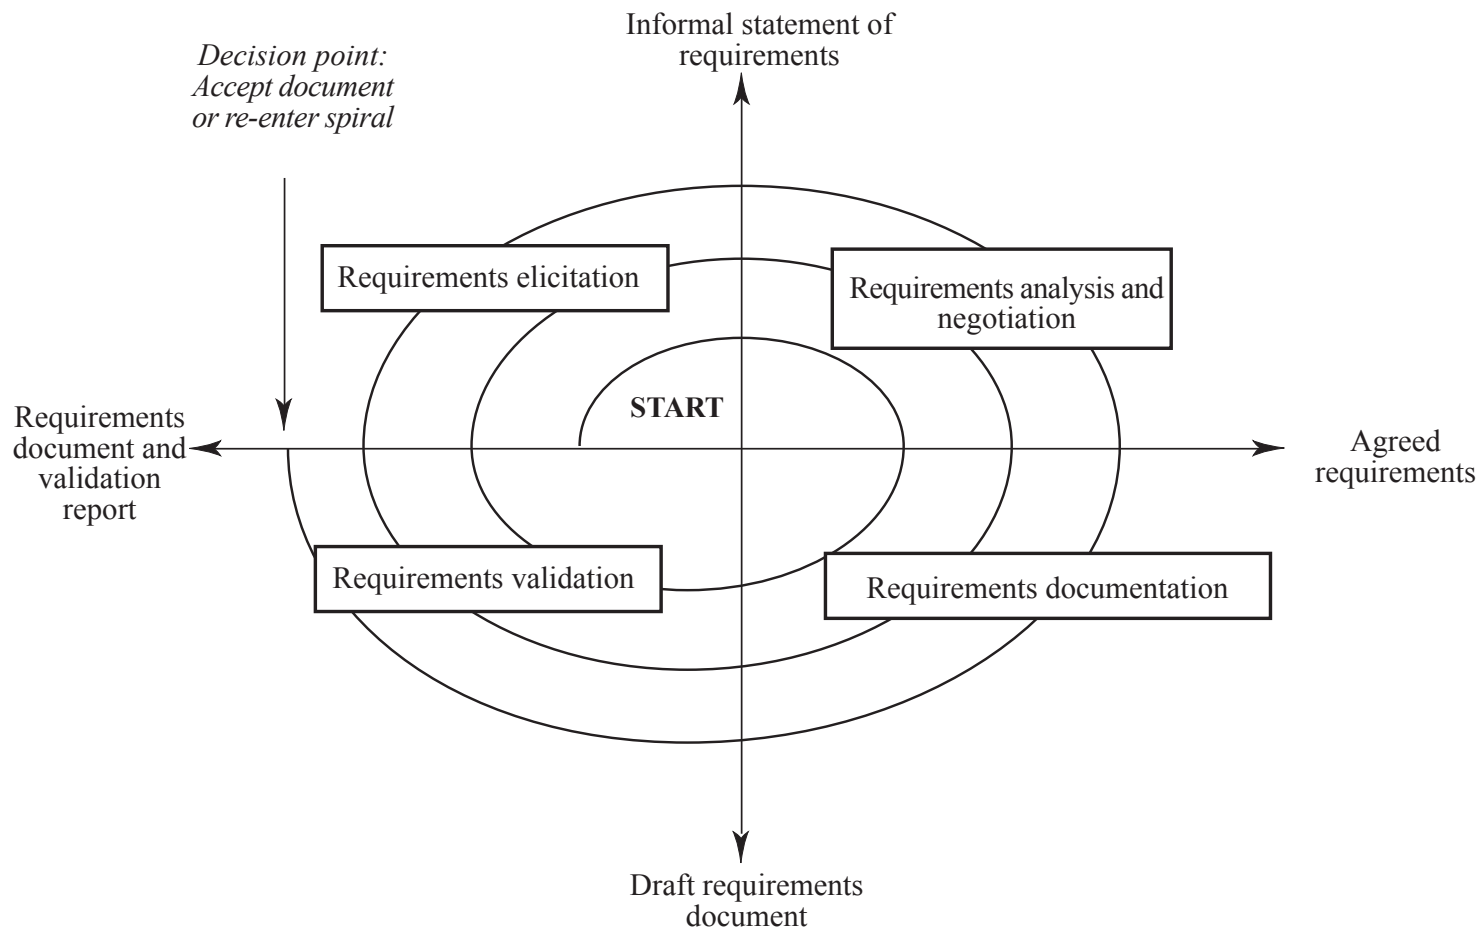 Informal statement of
requirements
Decision point:
Accept document
or re-enter spiral
Requirements elicitation
Requirements analysis and
negotiation
START
Requirements
document and
validation
report
Agreed
requirements
Requirements validation
Requirements documentation
Draft requirements
document